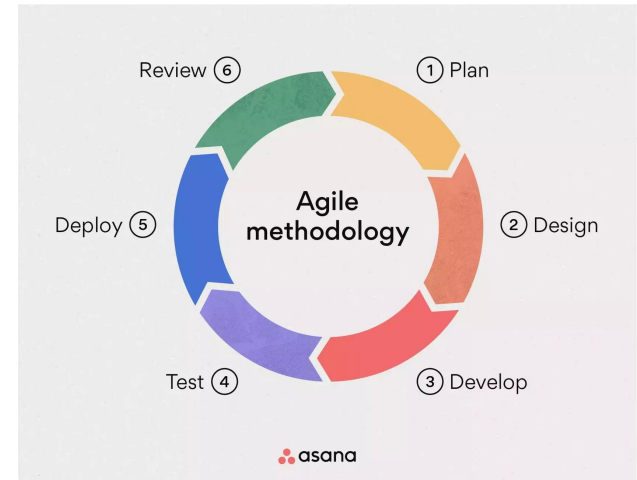 Review 6
1 Plan
Agile
methodology
Deploy 5
2 Design
Test 4
3 Develop
asana